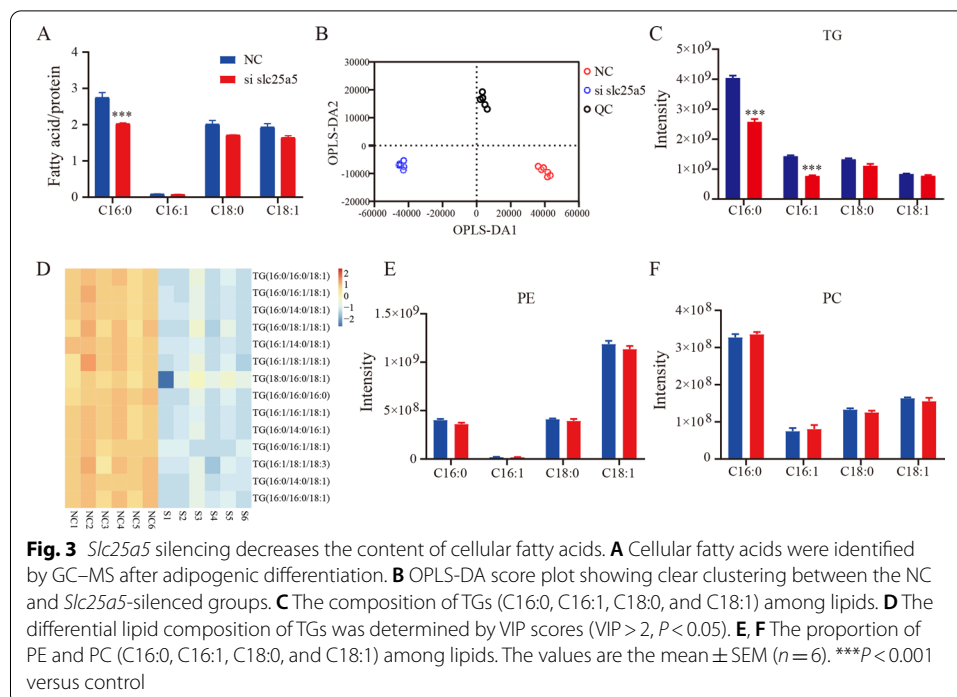 A
Fatty acid/protein
4
3
2
1
0
NC
si slc25a5
***
C16:0 C16:1 C18:0 C18:1
B
OPLS-DA2
30000
20000
10000
0
-10000
-20000
-60000 -40000 -20000 0 20000 40000 60000
OPLS-DA1
NC
si slc25a5
QC
C
TG
Intensity
5×10⁹
4×10⁹
3×10⁹
2×10⁹
1×10⁹
0
***
***
C16:0 C16:1 C18:0 C18:1
D
TG(16:0/16:0/18:1)
TG(16:0/16:1/18:1)
TG(16:0/14:0/18:1)
TG(16:0/18:1/18:1)
TG(16:1/14:0/18:1)
TG(16:1/18:1/18:1)
TG(18:0/16:0/18:1)
TG(16:0/16:0/16:0)
TG(16:1/16:1/18:1)
TG(16:0/14:0/16:1)
TG(16:0/16:1/18:1)
TG(16:1/18:1/18:3)
TG(16:0/14:0/18:1)
TG(16:0/16:0/18:1)
2
1
0
−1
−2
NC1 NC2 NC3 NC4 NC5 NC6 S1 S2 S3 S4 S5 S6
E
PE
Intensity
1.5×10⁹
1×10⁹
5×10⁸
0
C16:0 C16:1 C18:0 C18:1
F
PC
Intensity
4×10⁸
3×10⁸
2×10⁸
1×10⁸
0
C16:0 C16:1 C18:0 C18:1
Fig. 3 Slc25a5 silencing decreases the content of cellular fatty acids. A Cellular fatty acids were identified
by GC–MS after adipogenic differentiation. B OPLS-DA score plot showing clear clustering between the NC
and Slc25a5-silenced groups. C The composition of TGs (C16:0, C16:1, C18:0, and C18:1) among lipids. D The
differential lipid composition of TGs was determined by VIP scores (VIP > 2, P < 0.05). E, F The proportion of
PE and PC (C16:0, C16:1, C18:0, and C18:1) among lipids. The values are the mean ± SEM (n = 6). ***P < 0.001
versus control